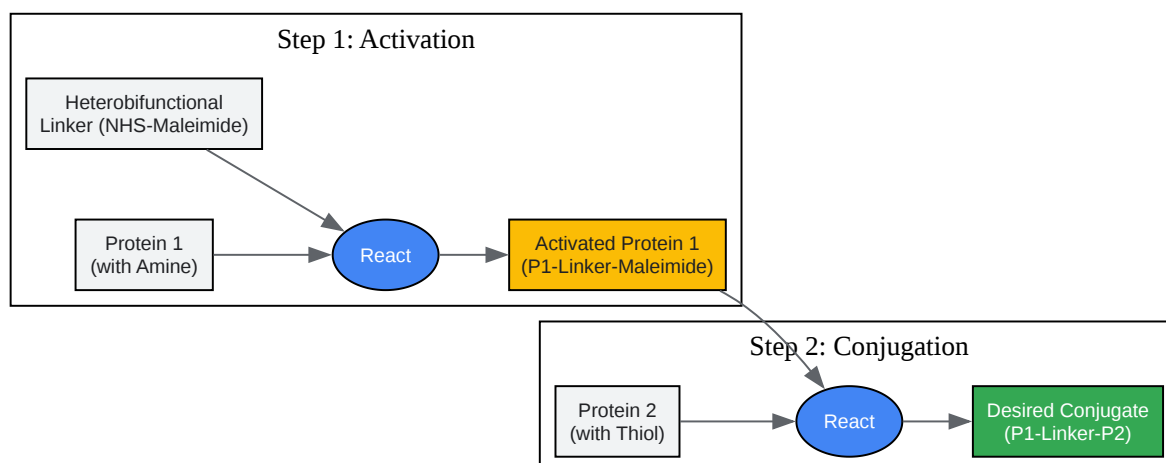 Step 1: Activation
Heterobifunctional
Linker (NHS-Maleimide)
Protein 1
(with Amine)
React
Activated Protein 1
(P1-Linker-Maleimide)
Step 2: Conjugation
Protein 2
(with Thiol)
React
Desired Conjugate
(P1-Linker-P2)